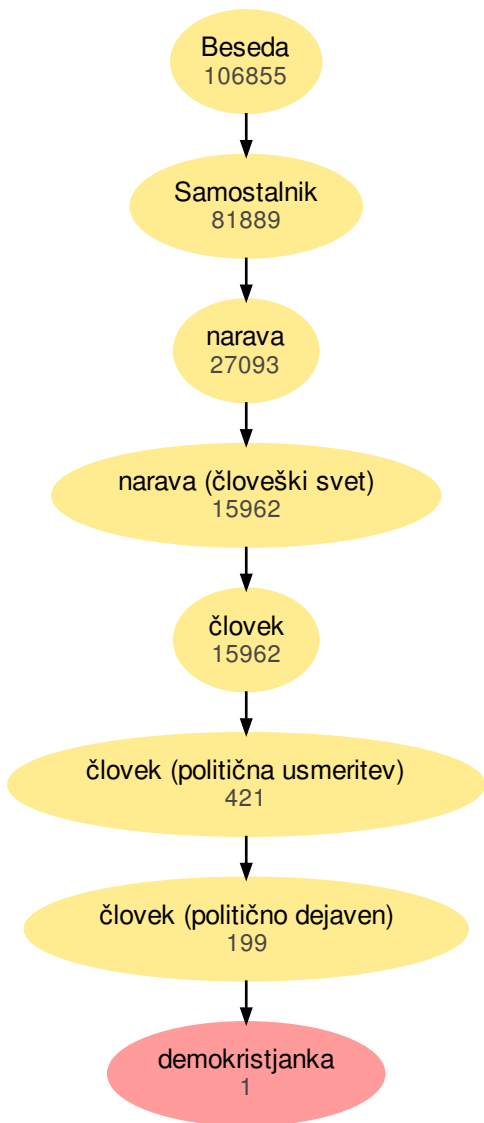 Beseda
106855
Samostalnik
81889
narava
27093
narava (človeški svet)
15962
človek
15962
človek (politična usmeritev)
421
človek (politično dejaven)
199
demokristjanka
1